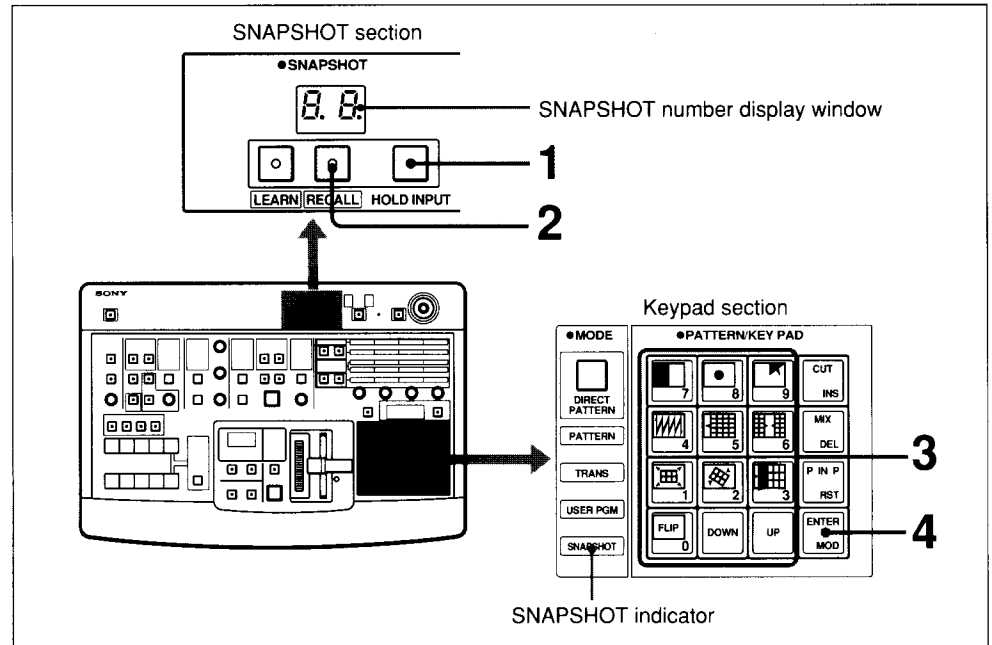 SNAPSHOT section
●SNAPSHOT
8. 8.
SNAPSHOT number display window
1
LEARN RECALL HOLD INPUT
2
SONY
Keypad section
●MODE
●PATTERN/KEY PAD
DIRECT
PATTERN
PATTERN
TRANS
USER PGM
SNAPSHOT
7
8
9
CUT
INS
4
5
6
MIX
DEL
3
1
2
3
P IN P
RST
FLIP
0
DOWN
UP
ENTER
MOD
4
SNAPSHOT indicator